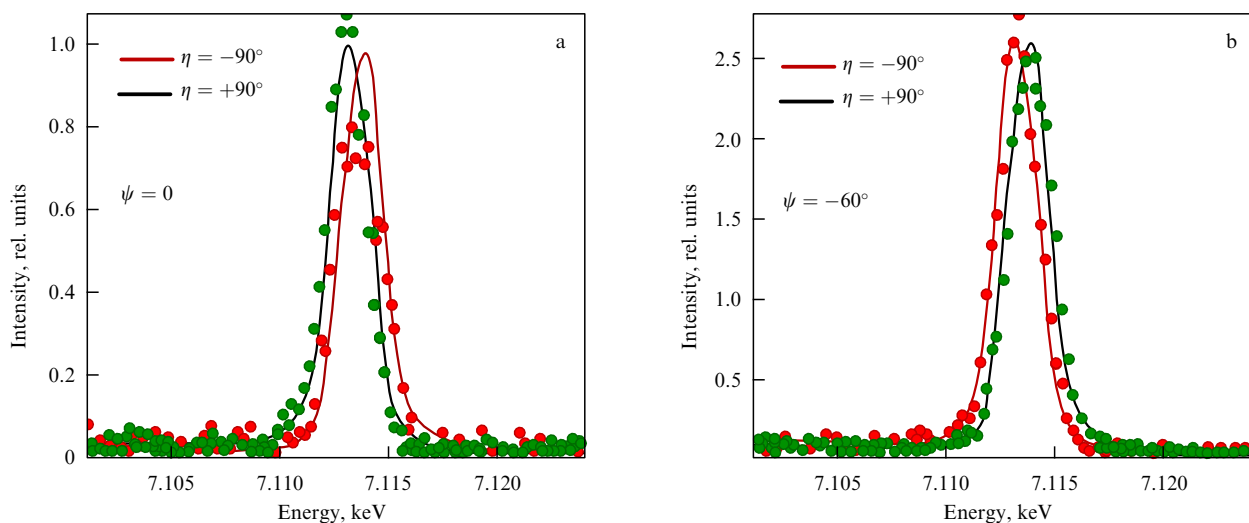 a
η = −90°
η = +90°
ψ = 0
Intensity, rel. units
1.0
0.8
0.6
0.4
0.2
0
7.105
7.110
7.115
7.120
Energy, keV
b
η = −90°
η = +90°
ψ = −60°
Intensity, rel. units
2.5
2.0
1.5
1.0
0.5
7.105
7.110
7.115
7.120
Energy, keV